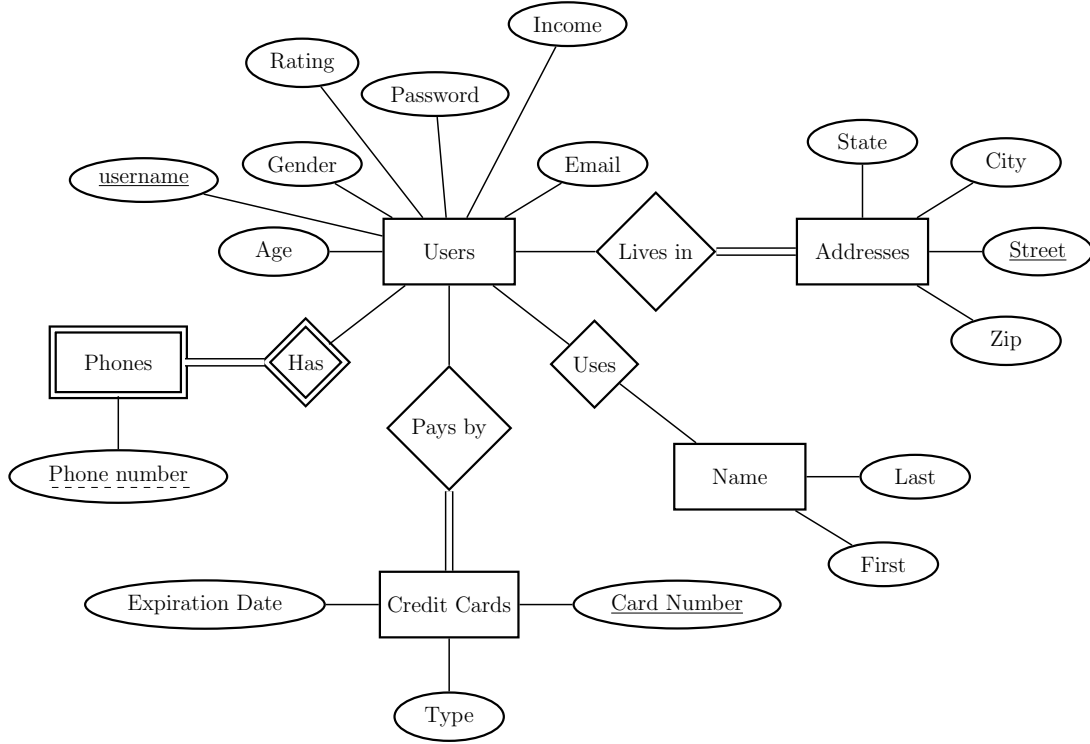 Income
Rating
Password
State
City
Gender
Email
username
Age
Users
Lives in
Addresses
Street
Zip
Phones
Has
Uses
Pays by
Phone number
Name
Last
First
Expiration Date
Credit Cards
Card Number
Type